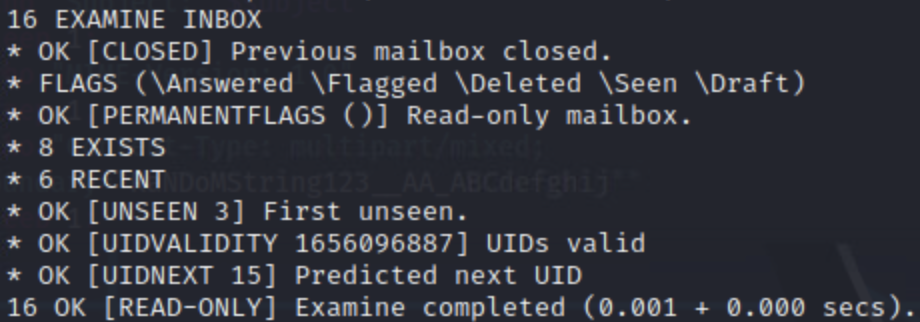 16 EXAMINE INBOX
* OK [CLOSED] Previous mailbox closed.
* FLAGS (\Answered \Flagged \Deleted \Seen \Draft)
* OK [PERMANENTFLAGS ()] Read-only mailbox.
* 8 EXISTS
* 6 RECENT
* OK [UNSEEN 3] First unseen.
* OK [UIDVALIDITY 1656096887] UIDs valid
* OK [UIDNEXT 15] Predicted next UID
16 OK [READ-ONLY] Examine completed (0.001 + 0.000 secs).